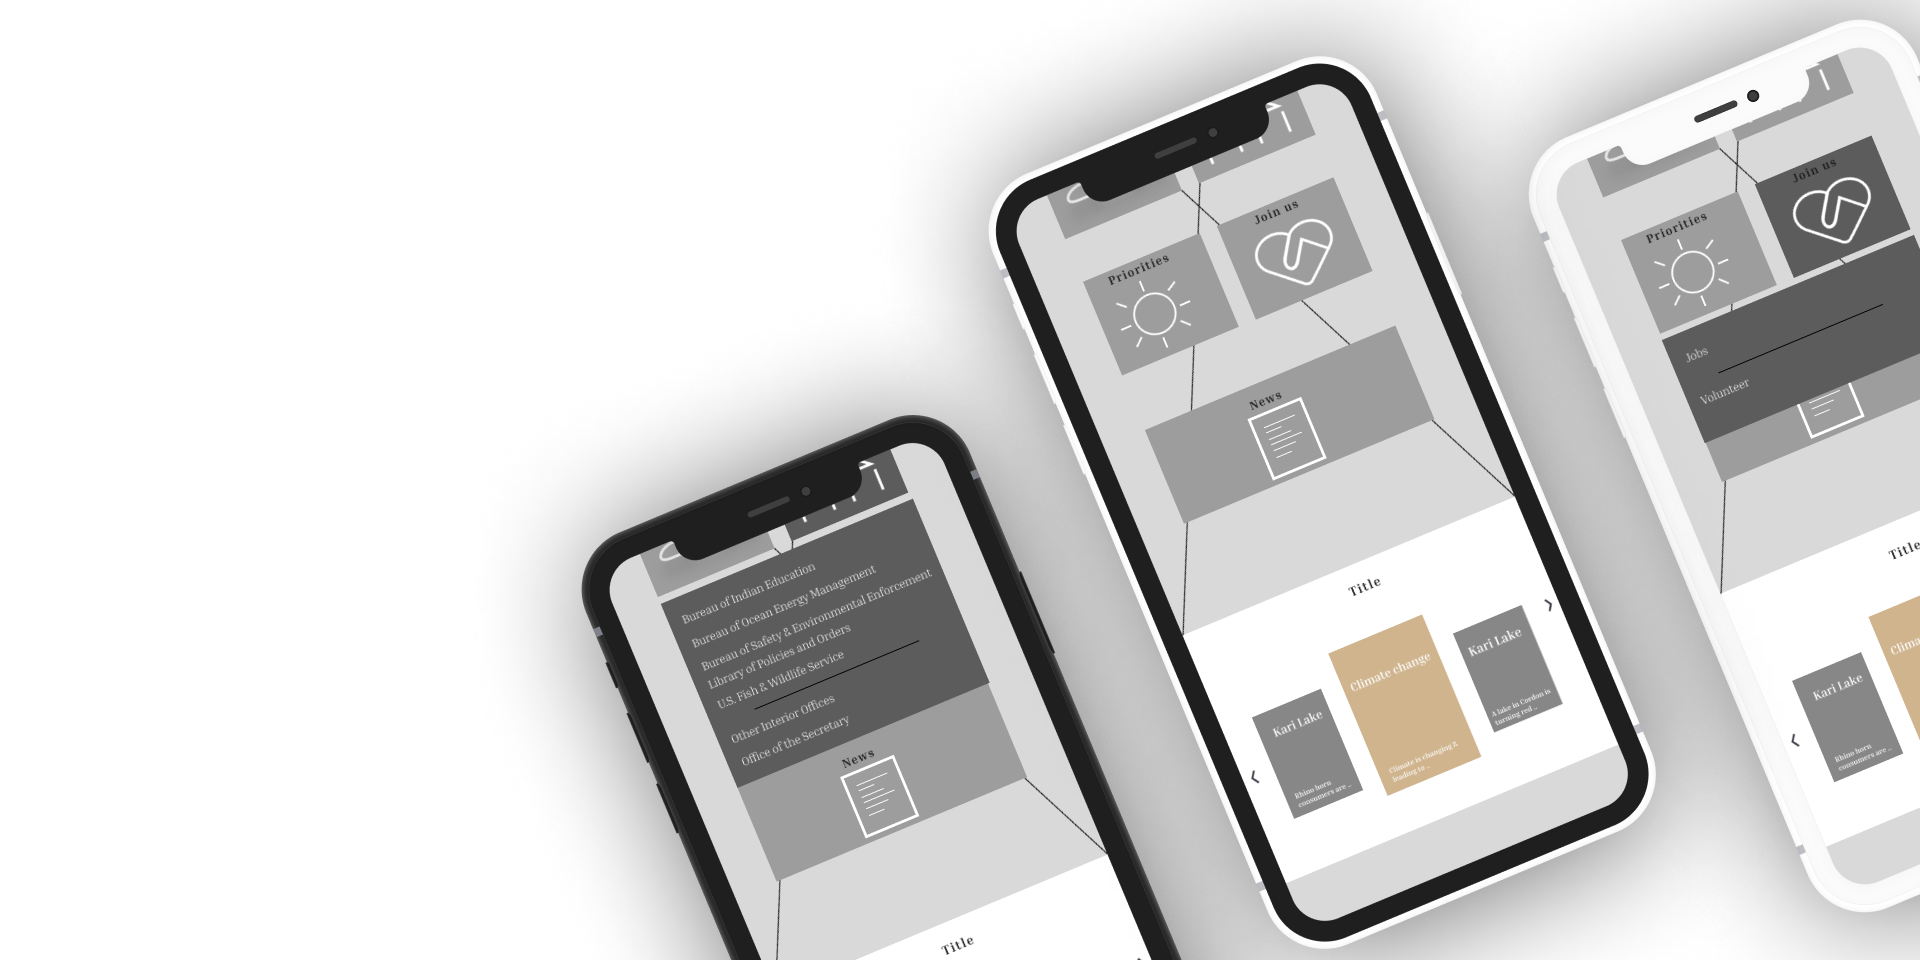 Bureau of Indian Education
Bureau of Ocean Energy Management
Bureau of Safety & Environmental Enforcement
Library of Policies and Orders
U.S. Fish & Wildlife Service
Other Interior Offices
Office of the Secretary
News
Title
Priorities
Join us
News
Title
Kari Lake
Rhino horn
consumers are ...
Climate change
Climate is changing &
leading to ...
Kari Lake
A lake in Cordon is
turning red ...
Priorities
Join us
Jobs
Volunteer
Title
Kari Lake
Rhino horn
consumers are ...
Clima